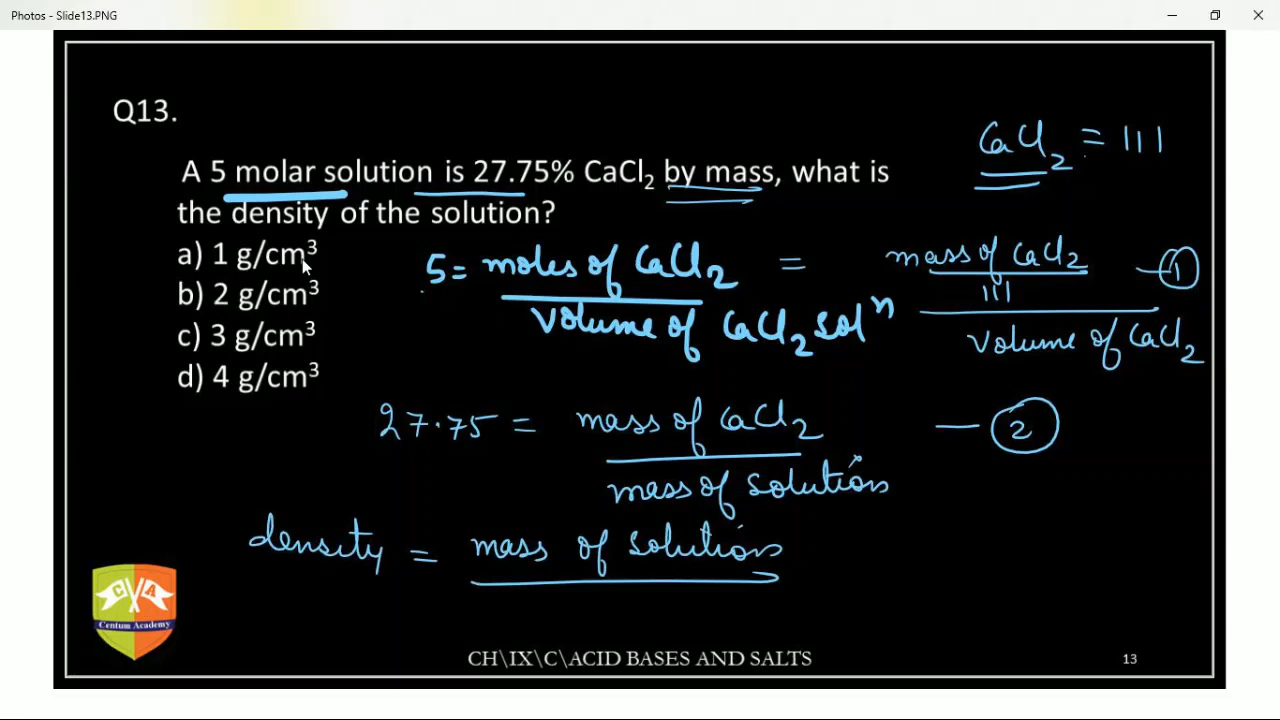 Photos - Slide13.PNG
Q13.
CaCl₂ = 111
A 5 molar solution is 27.75% CaCl₂ by mass, what is
the density of the solution?
a) 1 g/cm³
b) 2 g/cm³
c) 3 g/cm³
d) 4 g/cm³
5 = moles of CaCl₂ / volume of CaCl₂ solⁿ = mass of CaCl₂ / 111 / volume of CaCl₂ — 1
27.75 = mass of CaCl₂ / mass of solution — 2
density = mass of solution
C A
Centum Academy
CH\IX\C\ACID BASES AND SALTS
13